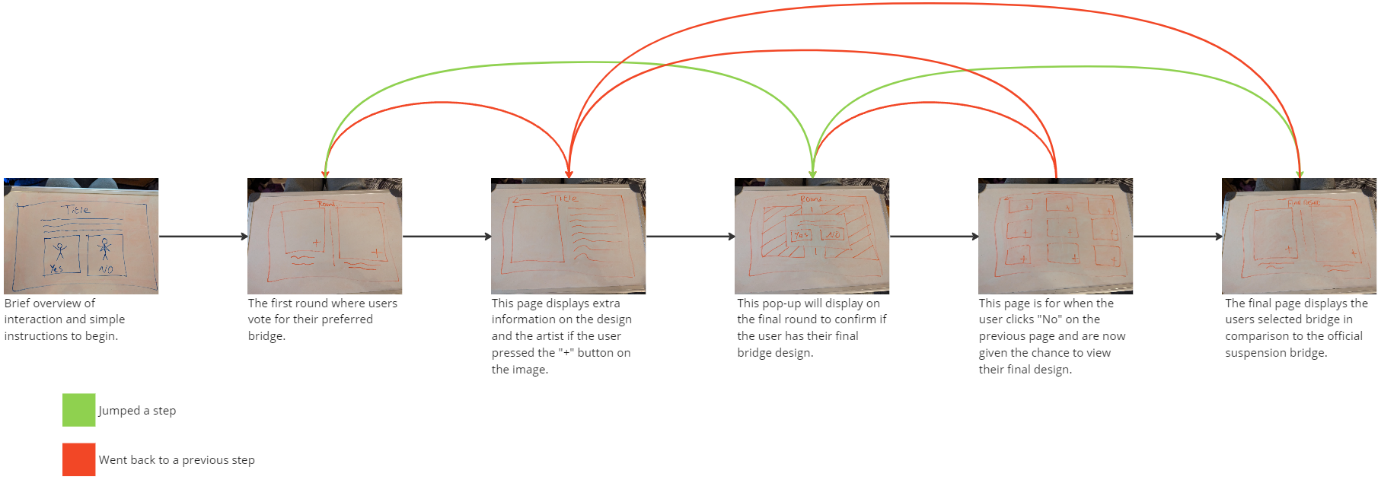 Title
Yes
NO
Round
Title
Round
Yes
NO
Final Page
Brief overview of
interaction and simple
instructions to begin.
The first round where users
vote for their preferred
bridge.
This page displays extra
information on the design
and the artist if the user
pressed the "+" button on
the image.
This pop-up will display on
the final round to confirm if
the user has their final
bridge design.
This page is for when the
user clicks "No" on the
previous page and are now
given the chance to view
their final design.
The final page displays the
users selected bridge in
comparison to the official
suspension bridge.
Jumped a step
Went back to a previous step